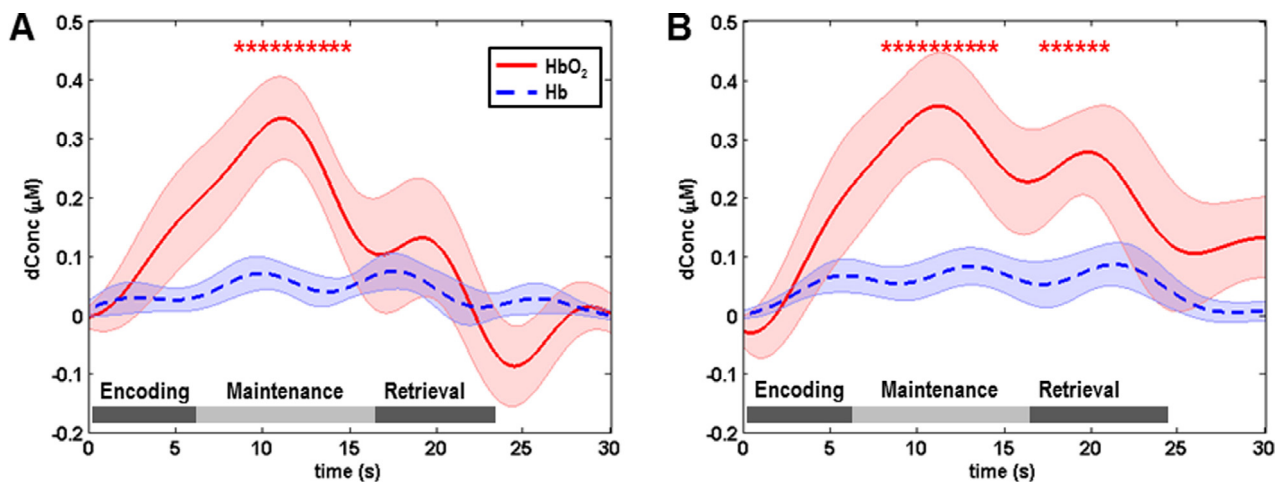 A
0.5
0.4
0.3
0.2
0.1
0
-0.1
-0.2
dConc (μM)
**********
HbO2
Hb
Encoding Maintenance Retrieval
0 5 10 15 20 25 30
time (s)
B
0.5
0.4
0.3
0.2
0.1
0
-0.1
-0.2
dConc (μM)
********** ******
Encoding Maintenance Retrieval
0 5 10 15 20 25 30
time (s)